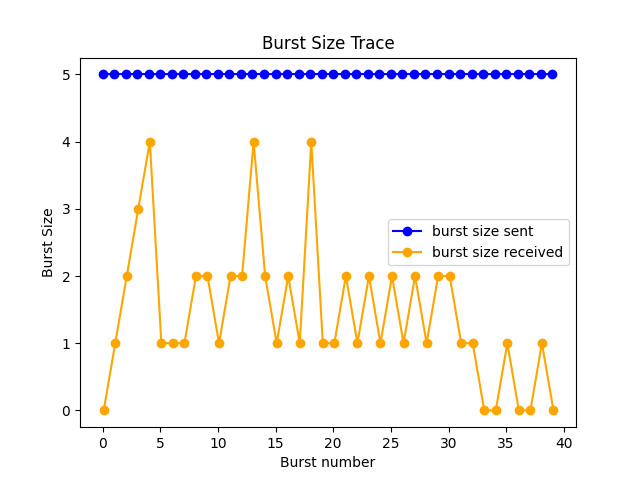 Burst Size Trace
5
4
3
2
1
0
Burst Size
burst size sent
burst size received
0 5 10 15 20 25 30 35 40
Burst number